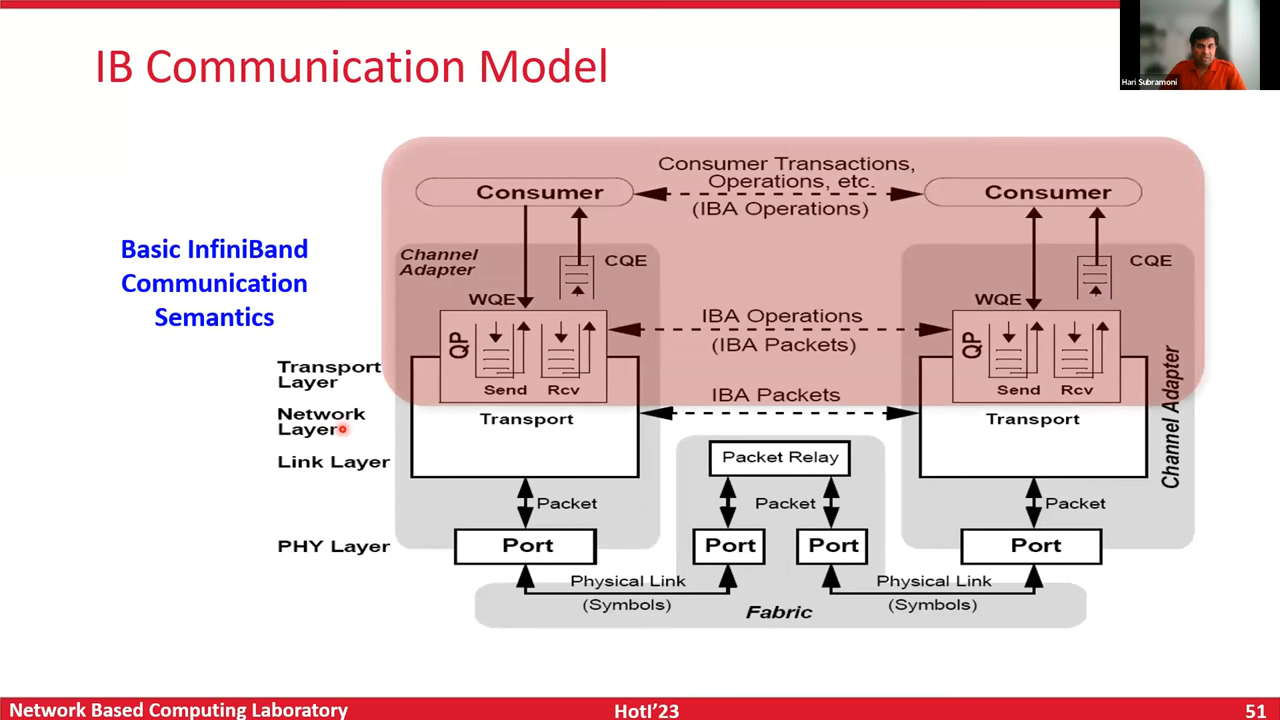 IB Communication Model
Hari Subramoni
Basic InfiniBand
Communication
Semantics
Consumer Transactions,
Operations, etc.
(IBA Operations)
Consumer
Consumer
Channel
Adapter
CQE
WQE
CQE
WQE
IBA Operations
(IBA Packets)
QP
Send
Rcv
QP
Send
Rcv
Transport
Layer
Network
Layer
Link Layer
PHY Layer
IBA Packets
Transport
Transport
Channel Adapter
Packet Relay
Packet
Packet
Packet
Port
Port
Port
Port
Physical Link
(Symbols)
Physical Link
(Symbols)
Fabric
Network Based Computing Laboratory
HotI’23
51